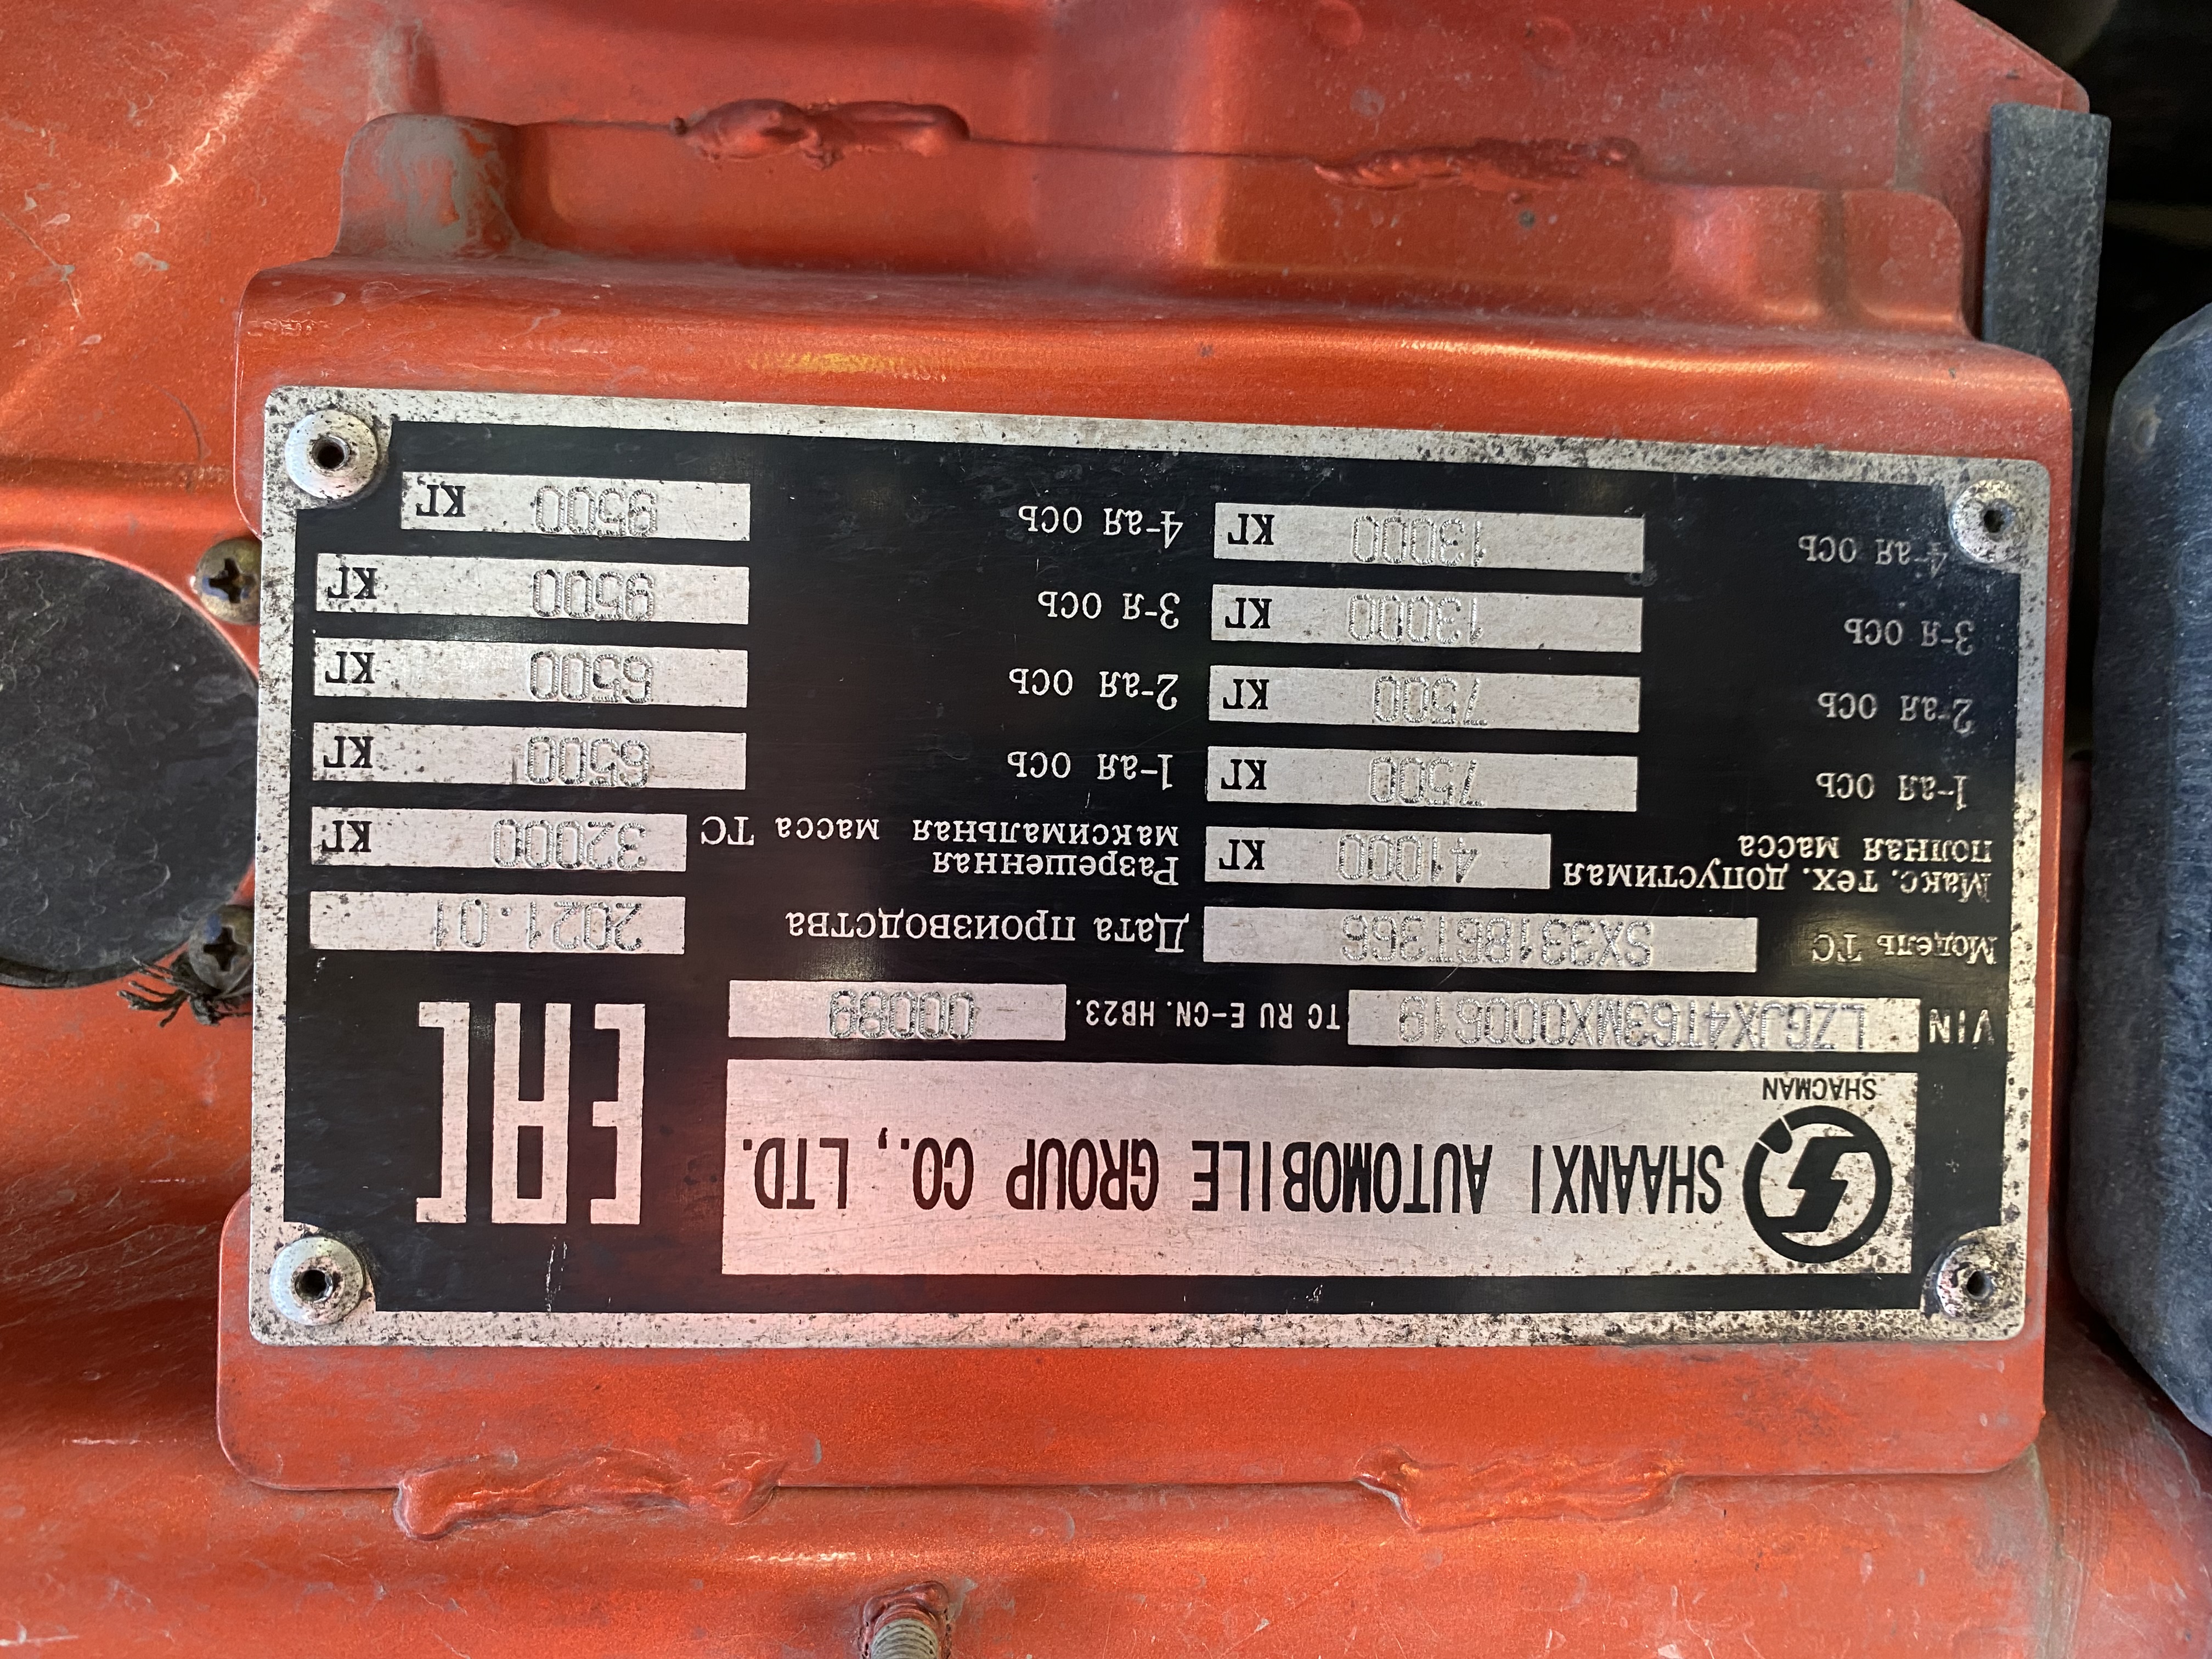 SHACMAN
SHAANXI AUTOMOBILE GROUP CO., LTD.
EAC
VIN LZGJX4T63MX000619 TC RU E-CN.HB23. 00089
Модель ТС SX33186T366 Дата производства 2021.01
Макс. тех. допустимая полная масса 41000 кг Разрешенная максимальная масса ТС 32000 кг
1-ая ось 7500 кг 1-ая ось 6500 кг
2-ая ось 7500 кг 2-ая ось 6500 кг
3-я ось 13000 кг 3-я ось 9500 кг
4-ая ось 13000 кг 4-ая ось 9500 кг